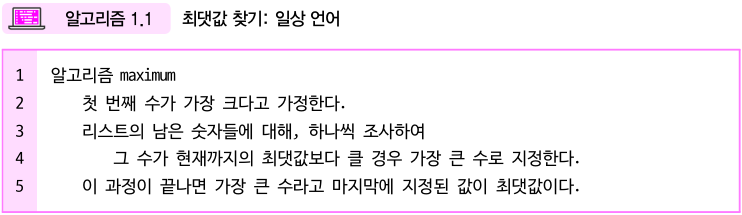 알고리즘 1.1 최댓값 찾기: 일상 언어
1 알고리즘 maximum
2 첫 번째 수가 가장 크다고 가정한다.
3 리스트의 남은 숫자들에 대해, 하나씩 조사하여
4 그 수가 현재까지의 최댓값보다 클 경우 가장 큰 수로 지정한다.
5 이 과정이 끝나면 가장 큰 수라고 마지막에 지정된 값이 최댓값이다.